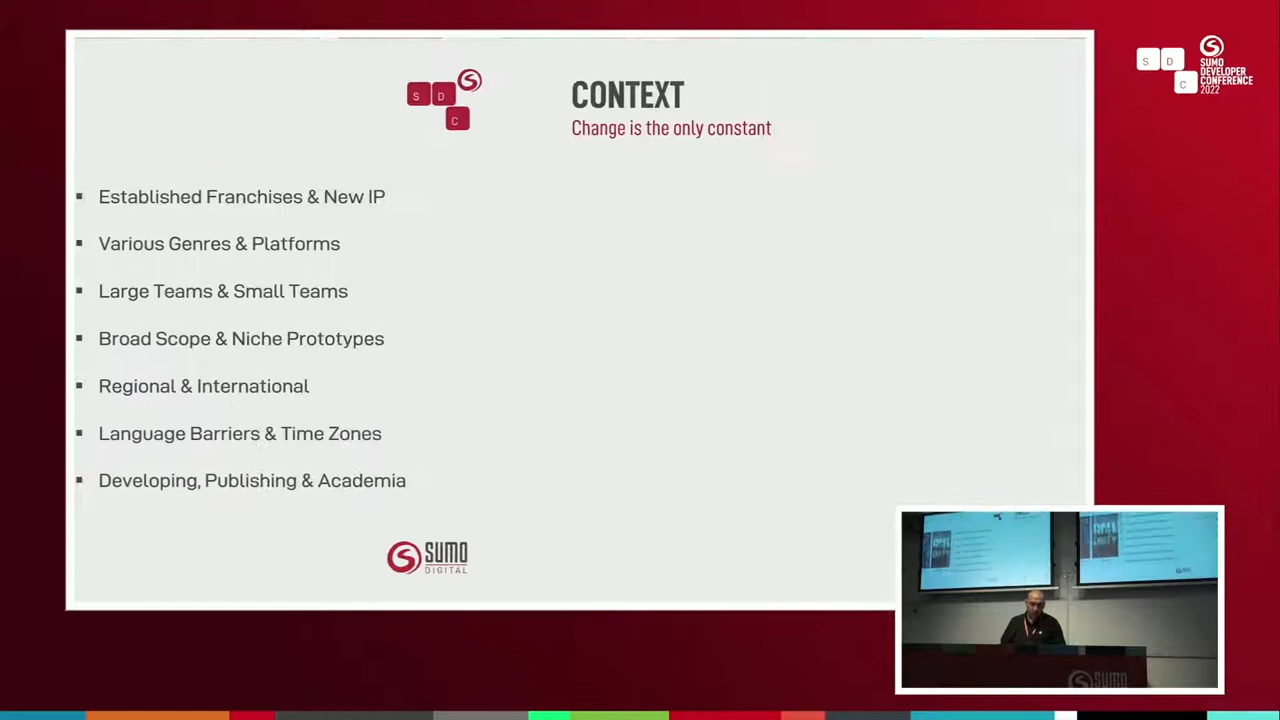 S D C
CONTEXT
Change is the only constant
S D C
SUMO
DEVELOPER
CONFERENCE
2022
Established Franchises & New IP
Various Genres & Platforms
Large Teams & Small Teams
Broad Scope & Niche Prototypes
Regional & International
Language Barriers & Time Zones
Developing, Publishing & Academia
SUMO
DIGITAL
SUMO